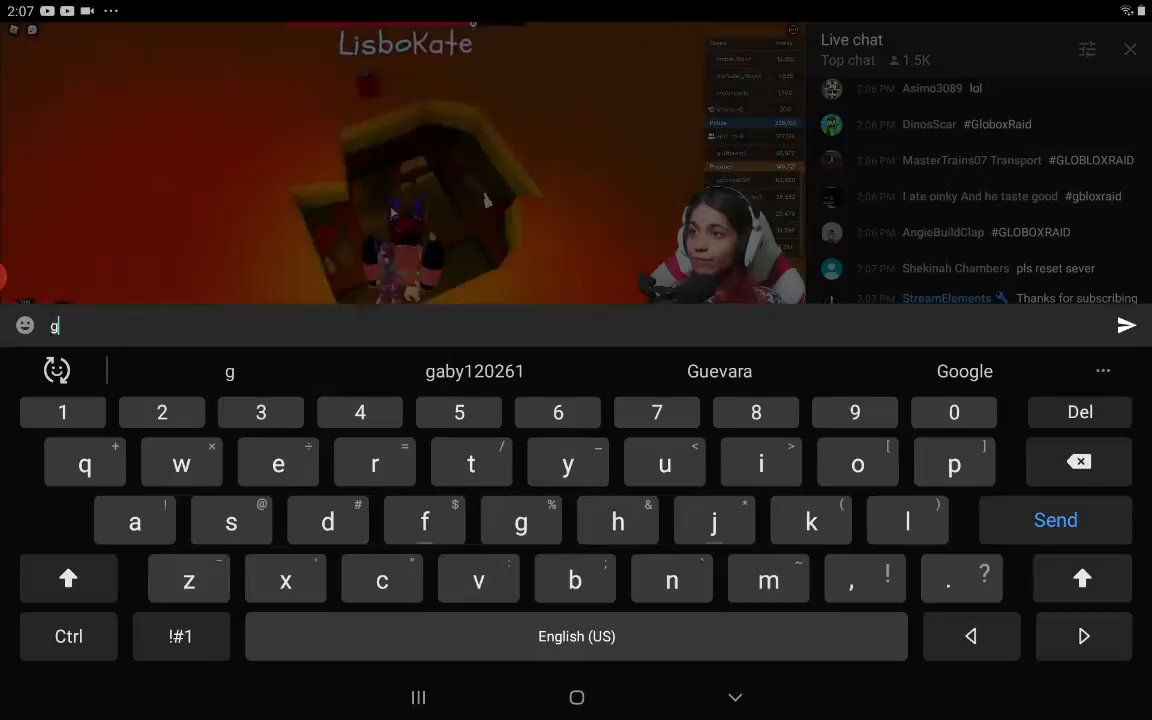 2:07
LisboKate
Live chat
Top chat 1.5K
2:06 PM Asimo3089 lol
2:06 PM DinosScar #GloboxRaid
2:06 PM MasterTrains07 Transport #GLOBLOXRAID
2:06 PM I ate oinky And he taste good #gbloxraid
2:06 PM AngieBuildClap #GLOBOXRAID
2:07 PM Shekinah Chambers pls reset sever
2:07 PM StreamElements Thanks for subscribing
g
g gaby120261 Guevara Google ...
1 2 3 4 5 6 7 8 9 0 Del
q + w × e ÷ r = t / y _ u < i > o [ p ]
a ! s @ d # f $ g % h & j * k ( l ) Send
z - x ' c " v : b ; n ` m ~ , ! . ?
Ctrl !#1 English (US)